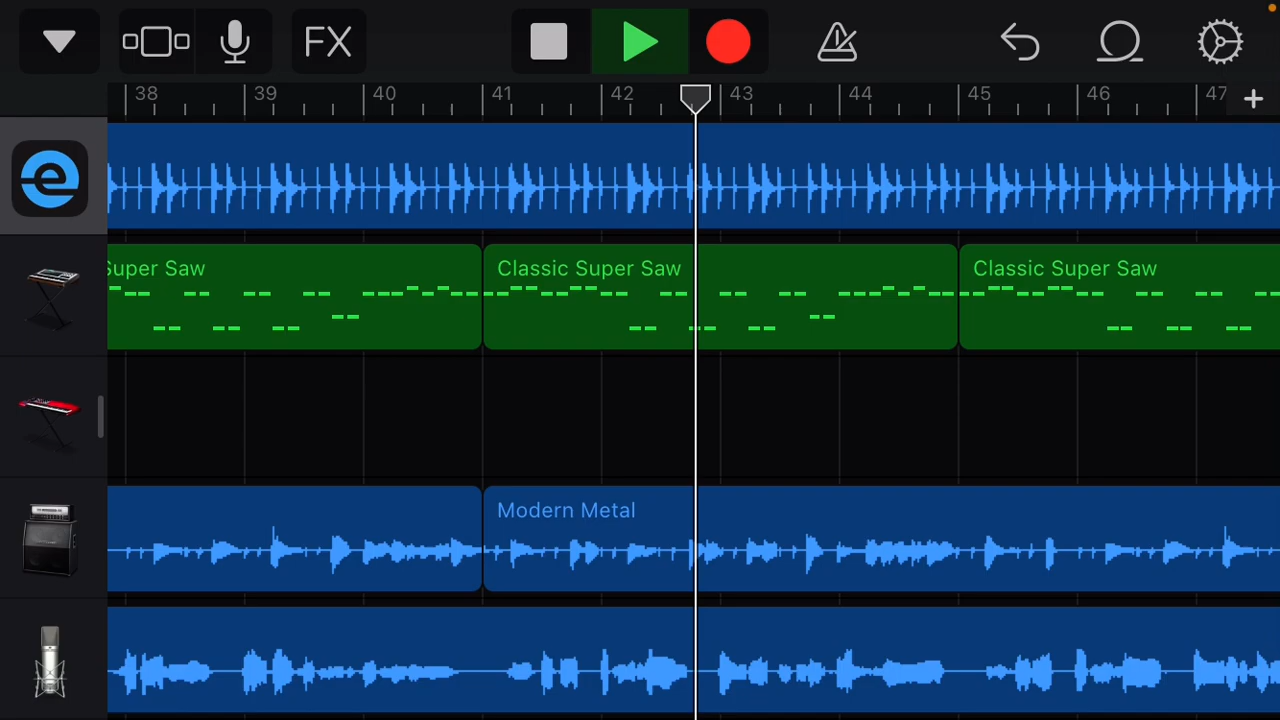 FX
38 39 40 41 42 43 44 45 46 47
Super Saw Classic Super Saw Classic Super Saw
Modern Metal